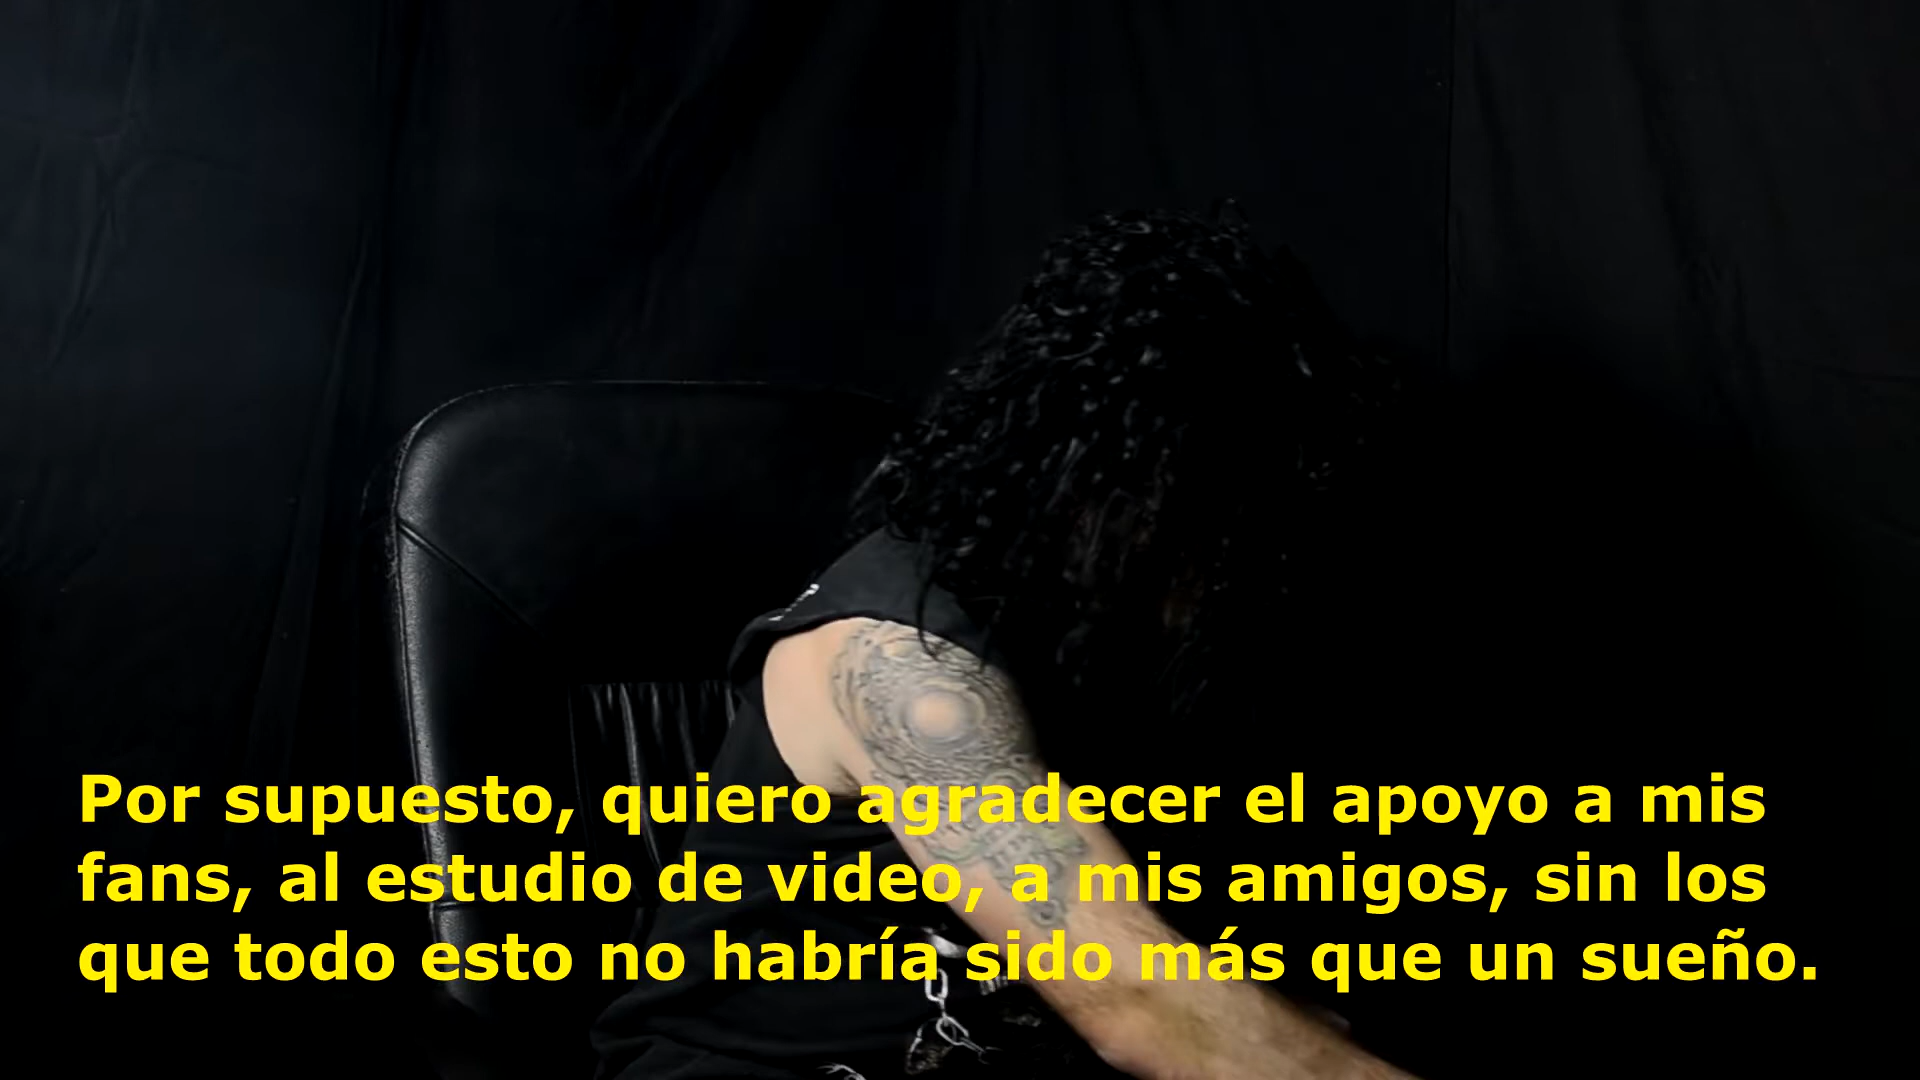 Por supuesto, quiero agradecer el apoyo a mis
fans, al estudio de video, a mis amigos, sin los
que todo esto no habría sido más que un sueño.